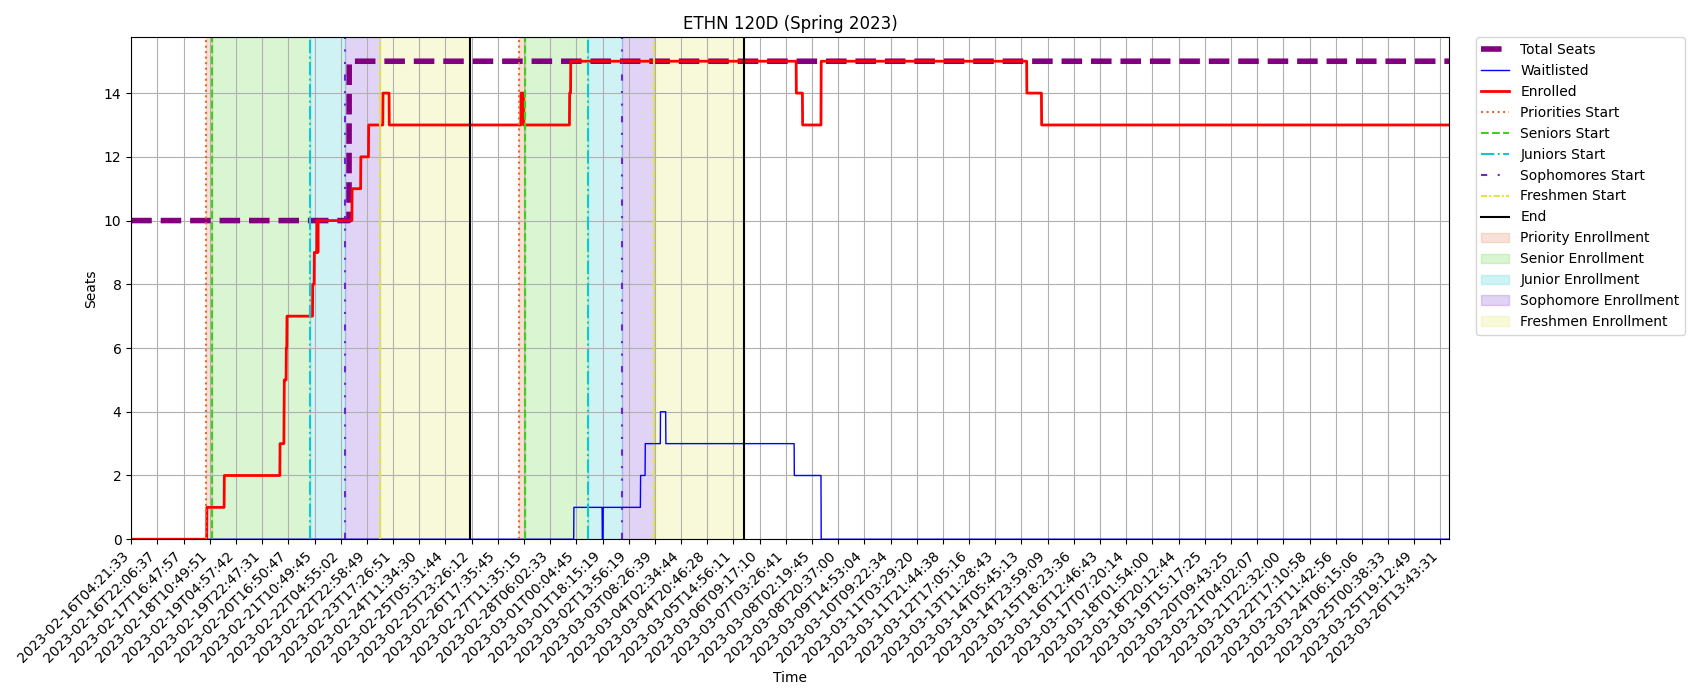 ETHN 120D (Spring 2023)
Seats
14
12
10
8
6
4
2
0
2023-02-16T04:21:33
2023-02-16T22:06:37
2023-02-17T16:47:57
2023-02-18T10:49:51
2023-02-19T04:57:42
2023-02-19T22:47:31
2023-02-20T16:50:47
2023-02-21T10:49:45
2023-02-22T04:55:02
2023-02-22T22:58:49
2023-02-23T17:26:51
2023-02-24T11:34:30
2023-02-25T05:31:44
2023-02-25T23:26:12
2023-02-26T17:35:45
2023-02-27T11:35:15
2023-02-28T06:02:33
2023-03-01T00:04:45
2023-03-01T18:15:19
2023-03-02T13:56:19
2023-03-03T08:26:39
2023-03-04T02:34:44
2023-03-04T20:46:28
2023-03-05T14:56:11
2023-03-06T09:17:10
2023-03-07T03:26:41
2023-03-08T02:19:45
2023-03-08T20:37:00
2023-03-09T14:53:04
2023-03-10T09:22:34
2023-03-11T03:29:20
2023-03-11T21:44:38
2023-03-12T17:05:16
2023-03-13T11:28:43
2023-03-14T05:45:13
2023-03-14T23:59:09
2023-03-15T18:23:36
2023-03-16T12:46:43
2023-03-17T07:20:14
2023-03-18T01:54:00
2023-03-18T20:12:44
2023-03-19T15:17:25
2023-03-20T09:43:25
2023-03-21T04:02:07
2023-03-21T22:32:00
2023-03-22T17:10:58
2023-03-23T11:42:56
2023-03-24T06:15:06
2023-03-25T00:38:33
2023-03-25T19:12:49
2023-03-26T13:43:31
Time
Total Seats
Waitlisted
Enrolled
Priorities Start
Seniors Start
Juniors Start
Sophomores Start
Freshmen Start
End
Priority Enrollment
Senior Enrollment
Junior Enrollment
Sophomore Enrollment
Freshmen Enrollment